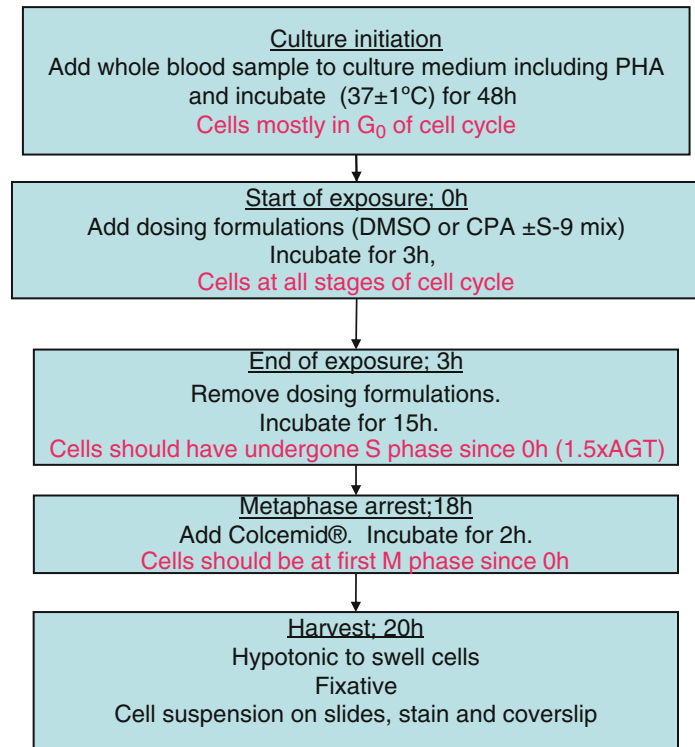 Culture initiation
Add whole blood sample to culture medium including PHA
and incubate (37±1°C) for 48h
Cells mostly in G₀ of cell cycle
Start of exposure; 0h
Add dosing formulations (DMSO or CPA ±S-9 mix)
Incubate for 3h,
Cells at all stages of cell cycle
End of exposure; 3h
Remove dosing formulations.
Incubate for 15h.
Cells should have undergone S phase since 0h (1.5xAGT)
Metaphase arrest;18h
Add Colcemid®. Incubate for 2h.
Cells should be at first M phase since 0h
Harvest; 20h
Hypotonic to swell cells
Fixative
Cell suspension on slides, stain and coverslip